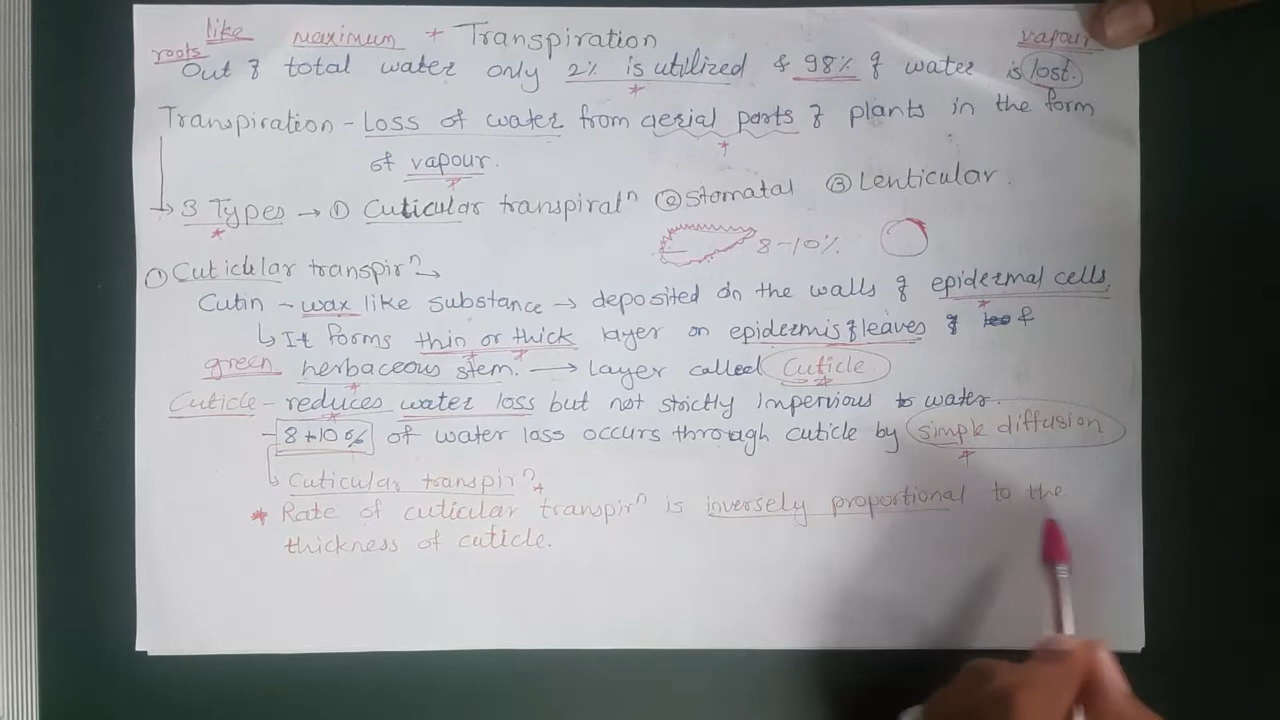 like maximum * Transpiration vapour
roots
Out of total water only 2% is utilized & 98% of water is lost.
Transpiration - Loss of water from aerial parts of plants in the form
of vapour.
→ 3 Types → ① Cuticular transpiratⁿ ② stomatal ③ Lenticular.
8-10%
① Cuticular transpirⁿ →
Cutin - wax like substance → deposited on the walls of epidermal cells,
↳ It forms thin or thick layer on epidermis of leaves of &
green herbaceous stem. → layer called Cuticle
Cuticle - reduces water loss but not strictly impervious to water.
- 8 to 10% of water loss occurs through cuticle by simple diffusion
↳ Cuticular transpirⁿ
* Rate of cuticular transpirⁿ is inversely proportional to the
thickness of cuticle.